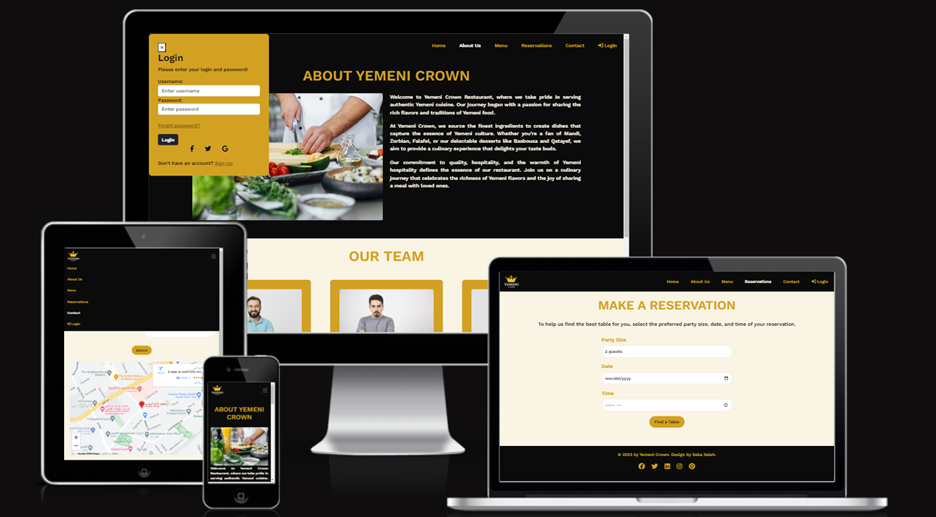 Home
About Us
Menu
Reservations
Contact
Login
Login
Please enter your login and password!
Username:
Enter username
Password:
Enter password
Forgot password?
Login
Don't have an account? Sign Up
ABOUT YEMENI CROWN
Welcome to Yemeni Crown Restaurant, where we take pride in serving
authentic Yemeni cuisine. Our journey began with a passion for sharing the
rich flavors and traditions of Yemeni food.
At Yemeni Crown, we source the finest ingredients to create dishes that
capture the essence of Yemeni culture. Whether you're a fan of Mandi,
Zorbian, Falafel, or our delectable desserts like Basbousa and Qatayef, we
aim to provide a culinary experience that delights your taste buds.
Our commitment to quality, hospitality, and the warmth of Yemeni
hospitality defines the essence of our restaurant. Join us on a culinary
journey that celebrates the richness of Yemeni flavors and the joy of sharing
a meal with loved ones.
OUR TEAM
Home
About Us
Menu
Reservations
Contact
Login
Submit
ABOUT YEMENI
CROWN
Welcome to Yemeni Crown
Restaurant, where we take pride in
serving authentic Yemeni cuisine.
YEMENI
Home
About Us
Menu
Reservations
Contact
Login
MAKE A RESERVATION
To help us find the best table for you, select the preferred party size, date, and time of your reservation.
Party Size
2 guests
Date
mm/dd/yyyy
Time
Find a Table
© 2023 by Yemeni Crown. Design by Saba Salah.